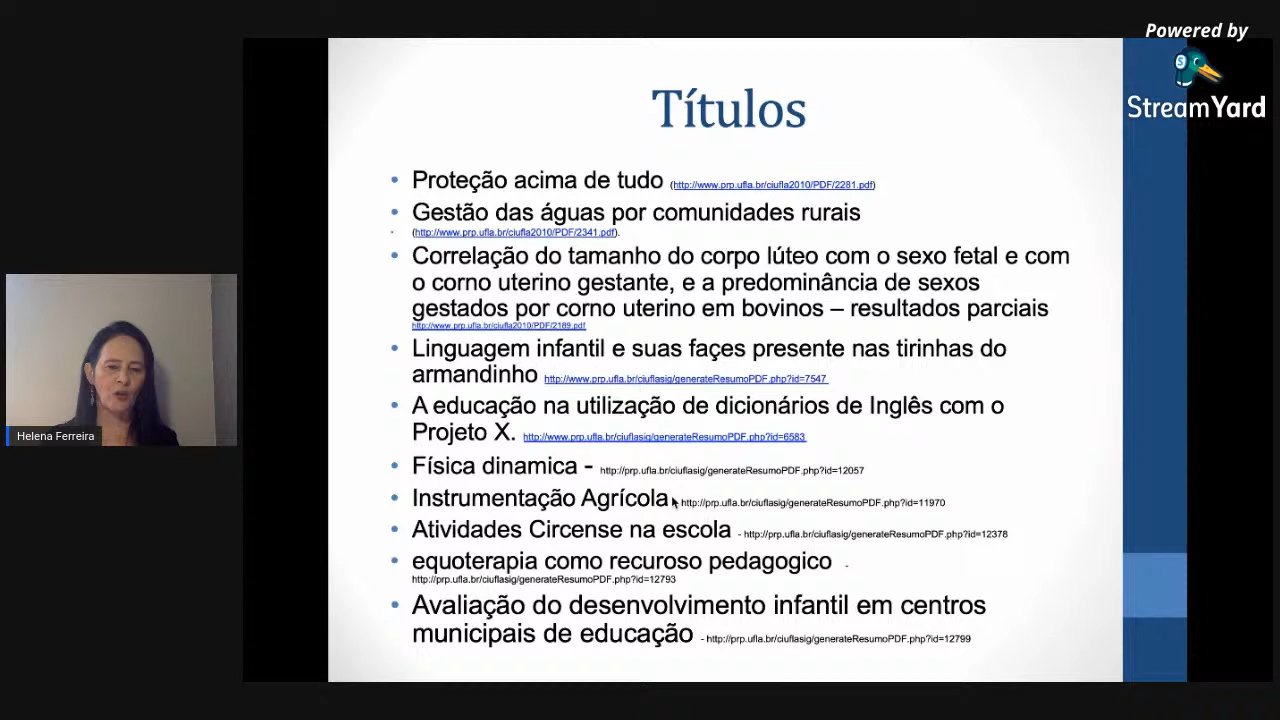 Powered by
StreamYard
Títulos
• Proteção acima de tudo (http://www.prp.ufla.br/ciufla2010/PDF/2281.pdf)
• Gestão das águas por comunidades rurais
• (http://www.prp.ufla.br/ciufla2010/PDF/2341.pdf).
• Correlação do tamanho do corpo lúteo com o sexo fetal e com
o corno uterino gestante, e a predominância de sexos
gestados por corno uterino em bovinos – resultados parciais
http://www.prp.ufla.br/ciufla2010/PDF/2189.pdf
• Linguagem infantil e suas façes presente nas tirinhas do
armandinho http://www.prp.ufla.br/ciuflasig/generateResumoPDF.php?id=7547
• A educação na utilização de dicionários de Inglês com o
Projeto X. http://www.prp.ufla.br/ciuflasig/generateResumoPDF.php?id=6583
• Física dinamica - http://prp.ufla.br/ciuflasig/generateResumoPDF.php?id=12057
• Instrumentação Agrícola http://prp.ufla.br/ciuflasig/generateResumoPDF.php?id=11970
• Atividades Circense na escola - http://prp.ufla.br/ciuflasig/generateResumoPDF.php?id=12378
• equoterapia como recuroso pedagogico -
http://prp.ufla.br/ciuflasig/generateResumoPDF.php?id=12793
• Avaliação do desenvolvimento infantil em centros
municipais de educação - http://prp.ufla.br/ciuflasig/generateResumoPDF.php?id=12799
Helena Ferreira